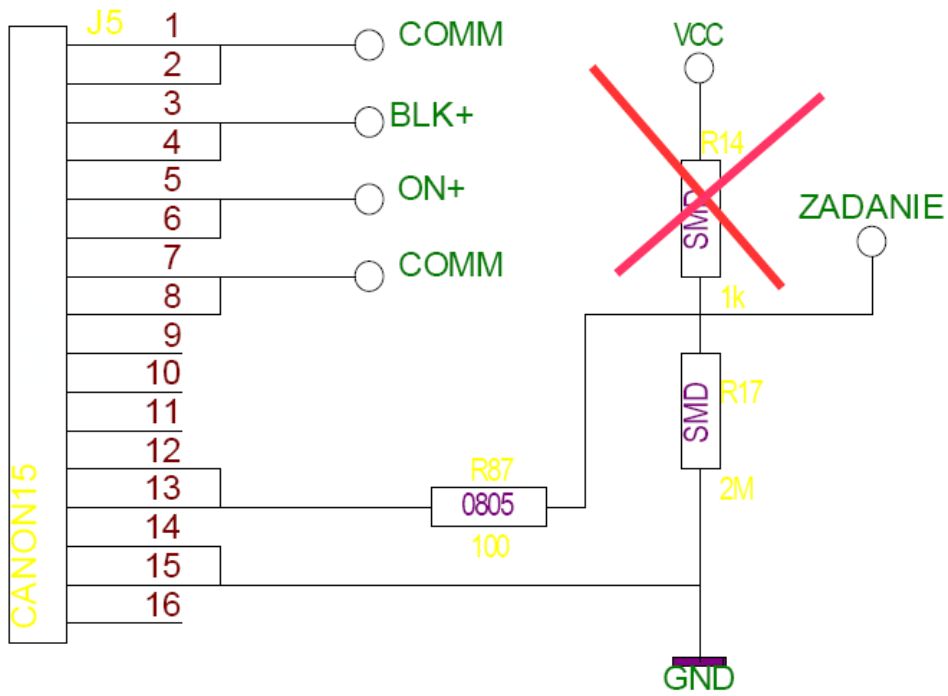 J5
1
COMM
2
3
BLK+
4
5
ON+
6
7
COMM
8
9
10
11
12
13
14
15
16
CANON15
R87
0805
100
VCC
R14
SMD
1k
ZADANIE
R17
SMD
2M
GND